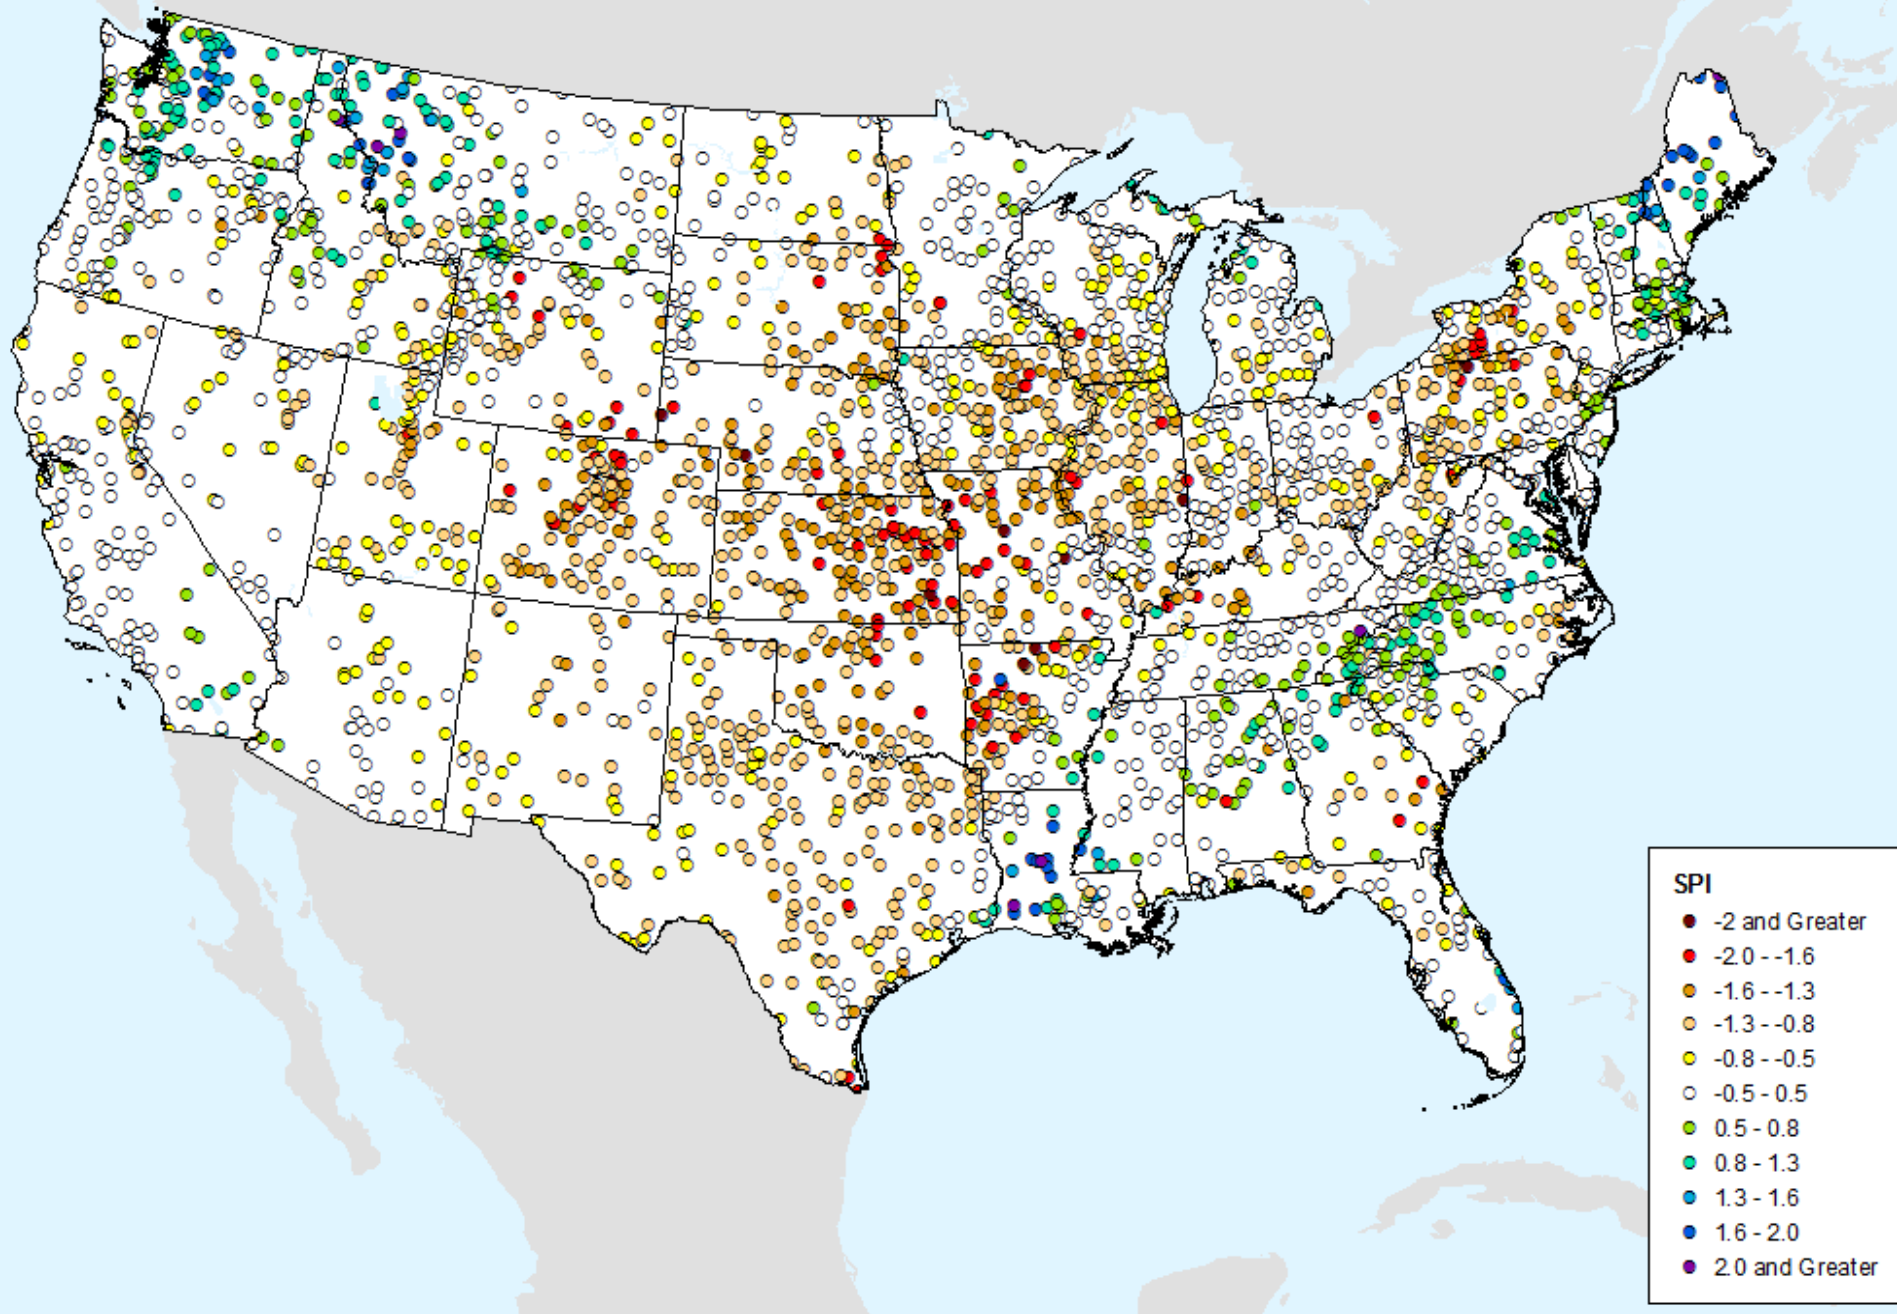 SPI
-2 and Greater
-2.0 - -1.6
-1.6 - -1.3
-1.3 - -0.8
-0.8 - -0.5
-0.5 - 0.5
0.5 - 0.8
0.8 - 1.3
1.3 - 1.6
1.6 - 2.0
2.0 and Greater